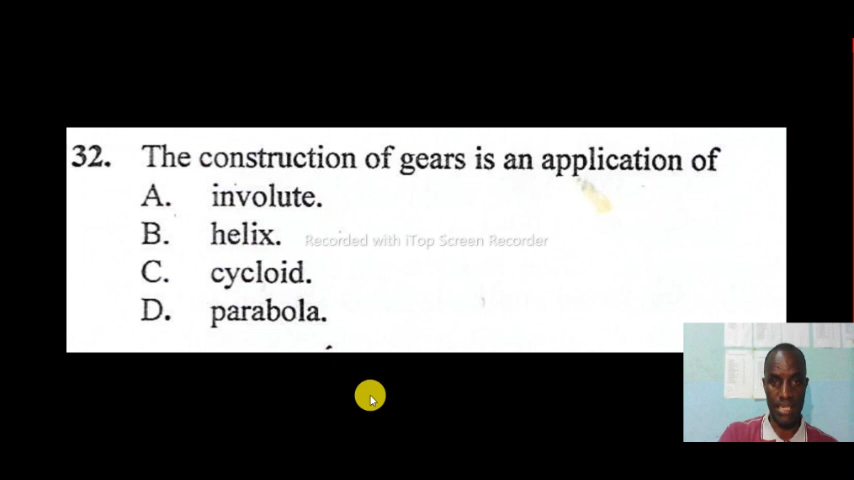 32. The construction of gears is an application of
A. involute.
B. helix.
Recorded with iTop Screen Recorder
C. cycloid.
D. parabola.